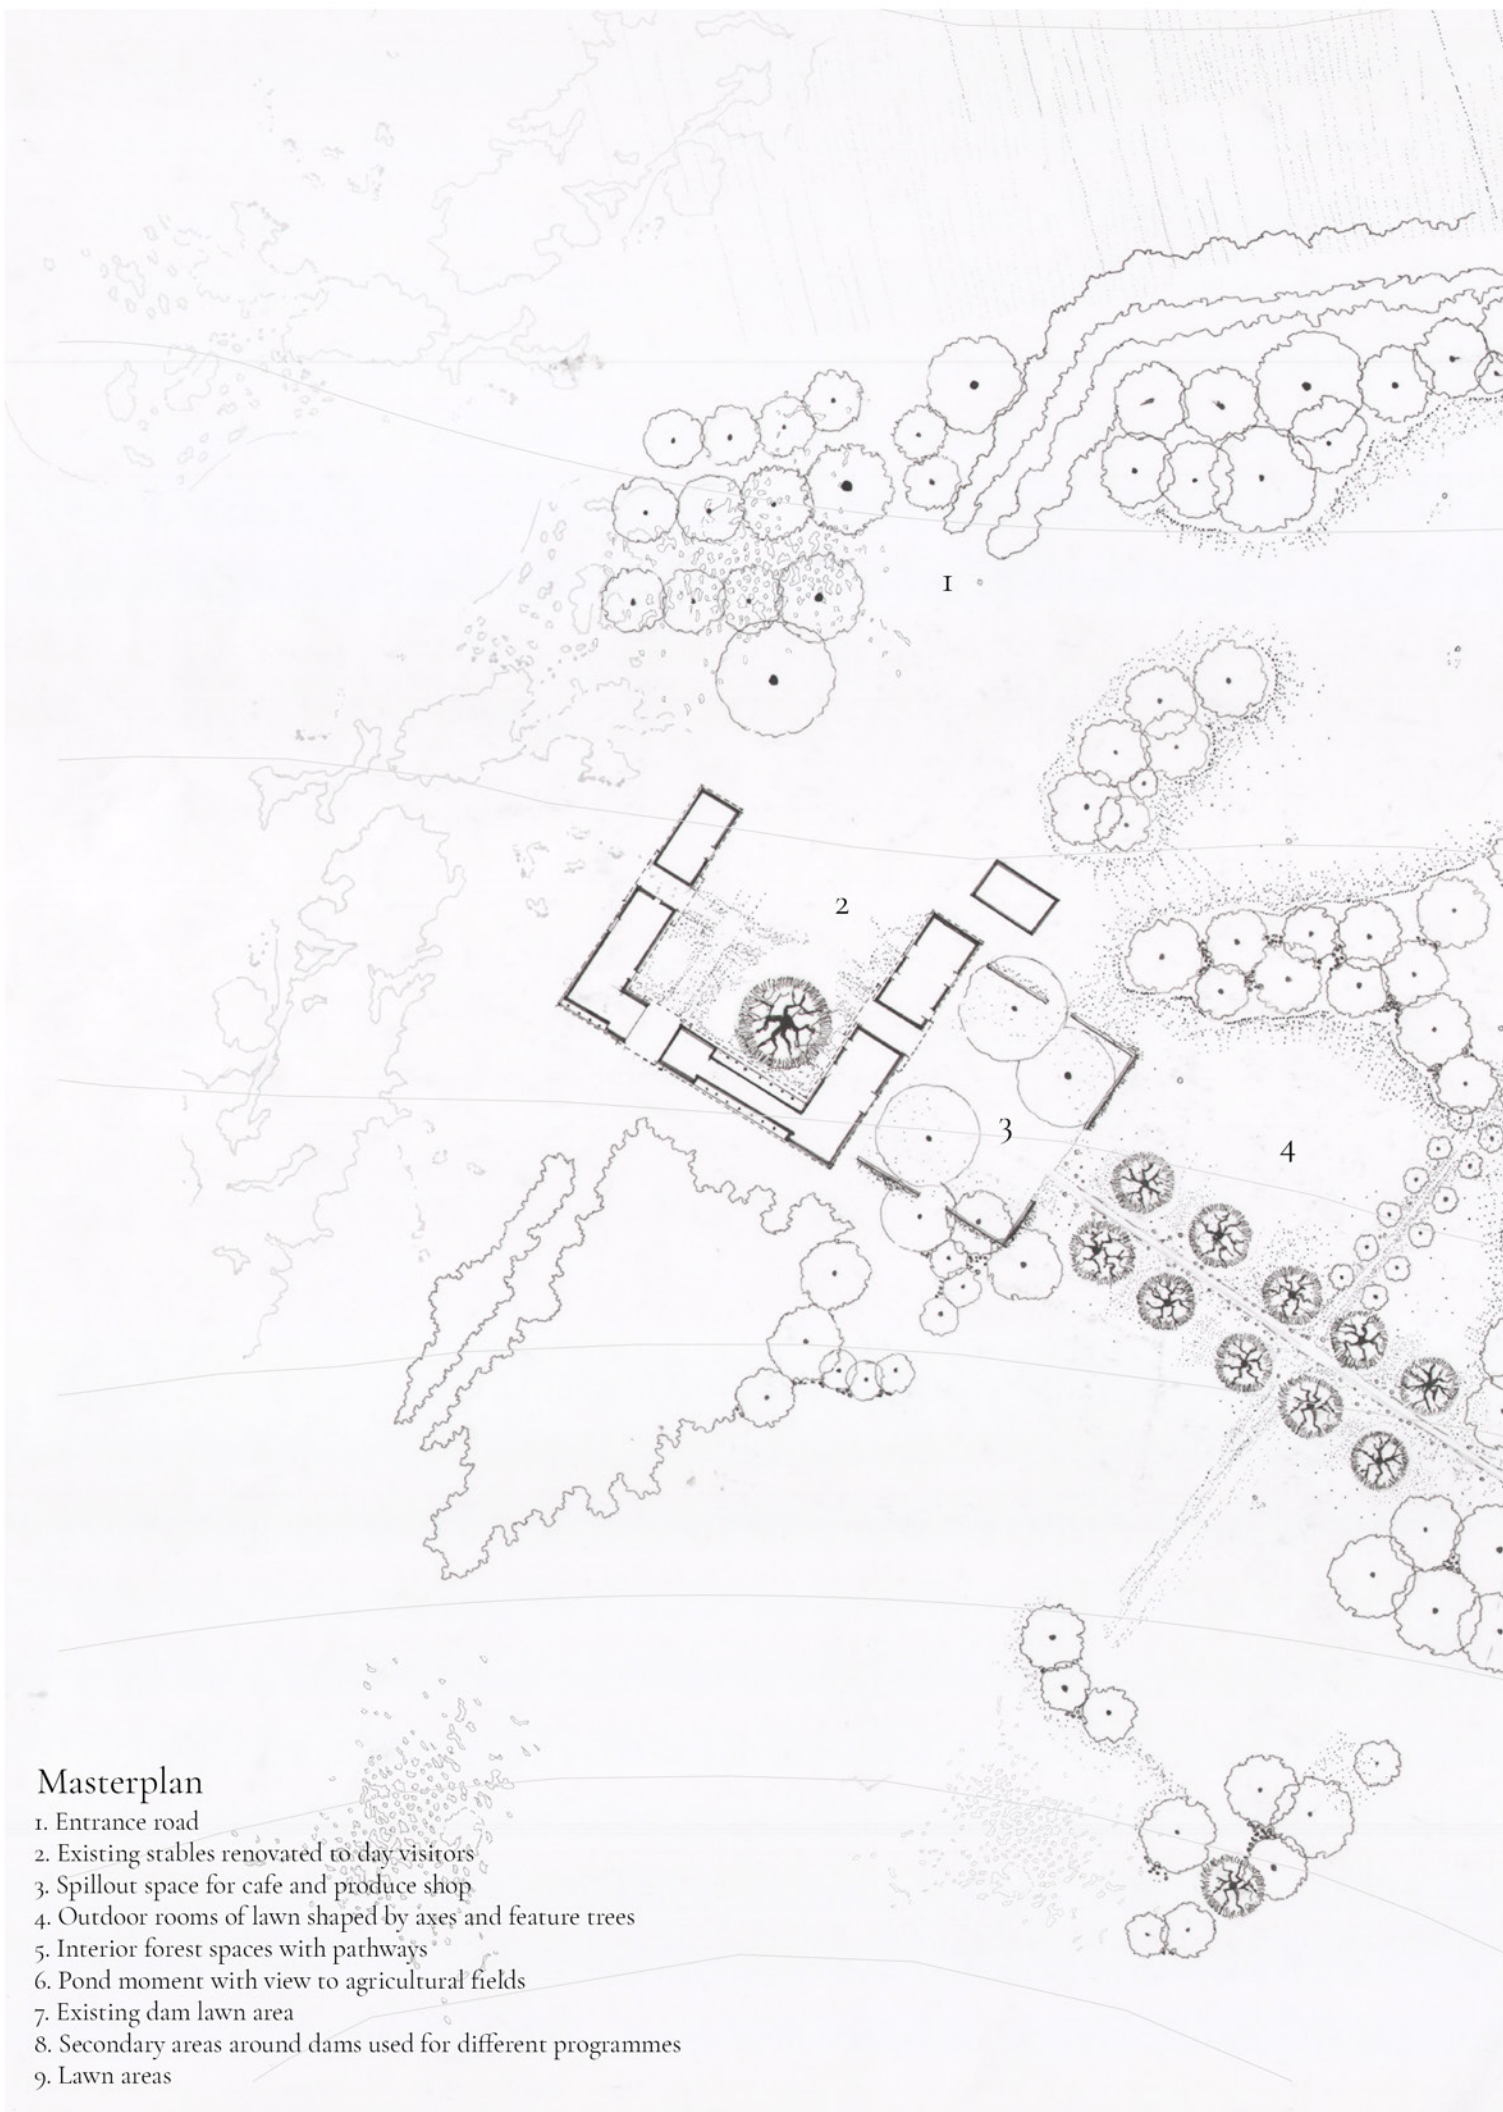 1
2
3
4
Masterplan
1. Entrance road
2. Existing stables renovated to day visitors
3. Spillout space for cafe and produce shop
4. Outdoor rooms of lawn shaped by axes and feature trees
5. Interior forest spaces with pathways
6. Pond moment with view to agricultural fields
7. Existing dam lawn area
8. Secondary areas around dams used for different programmes
9. Lawn areas